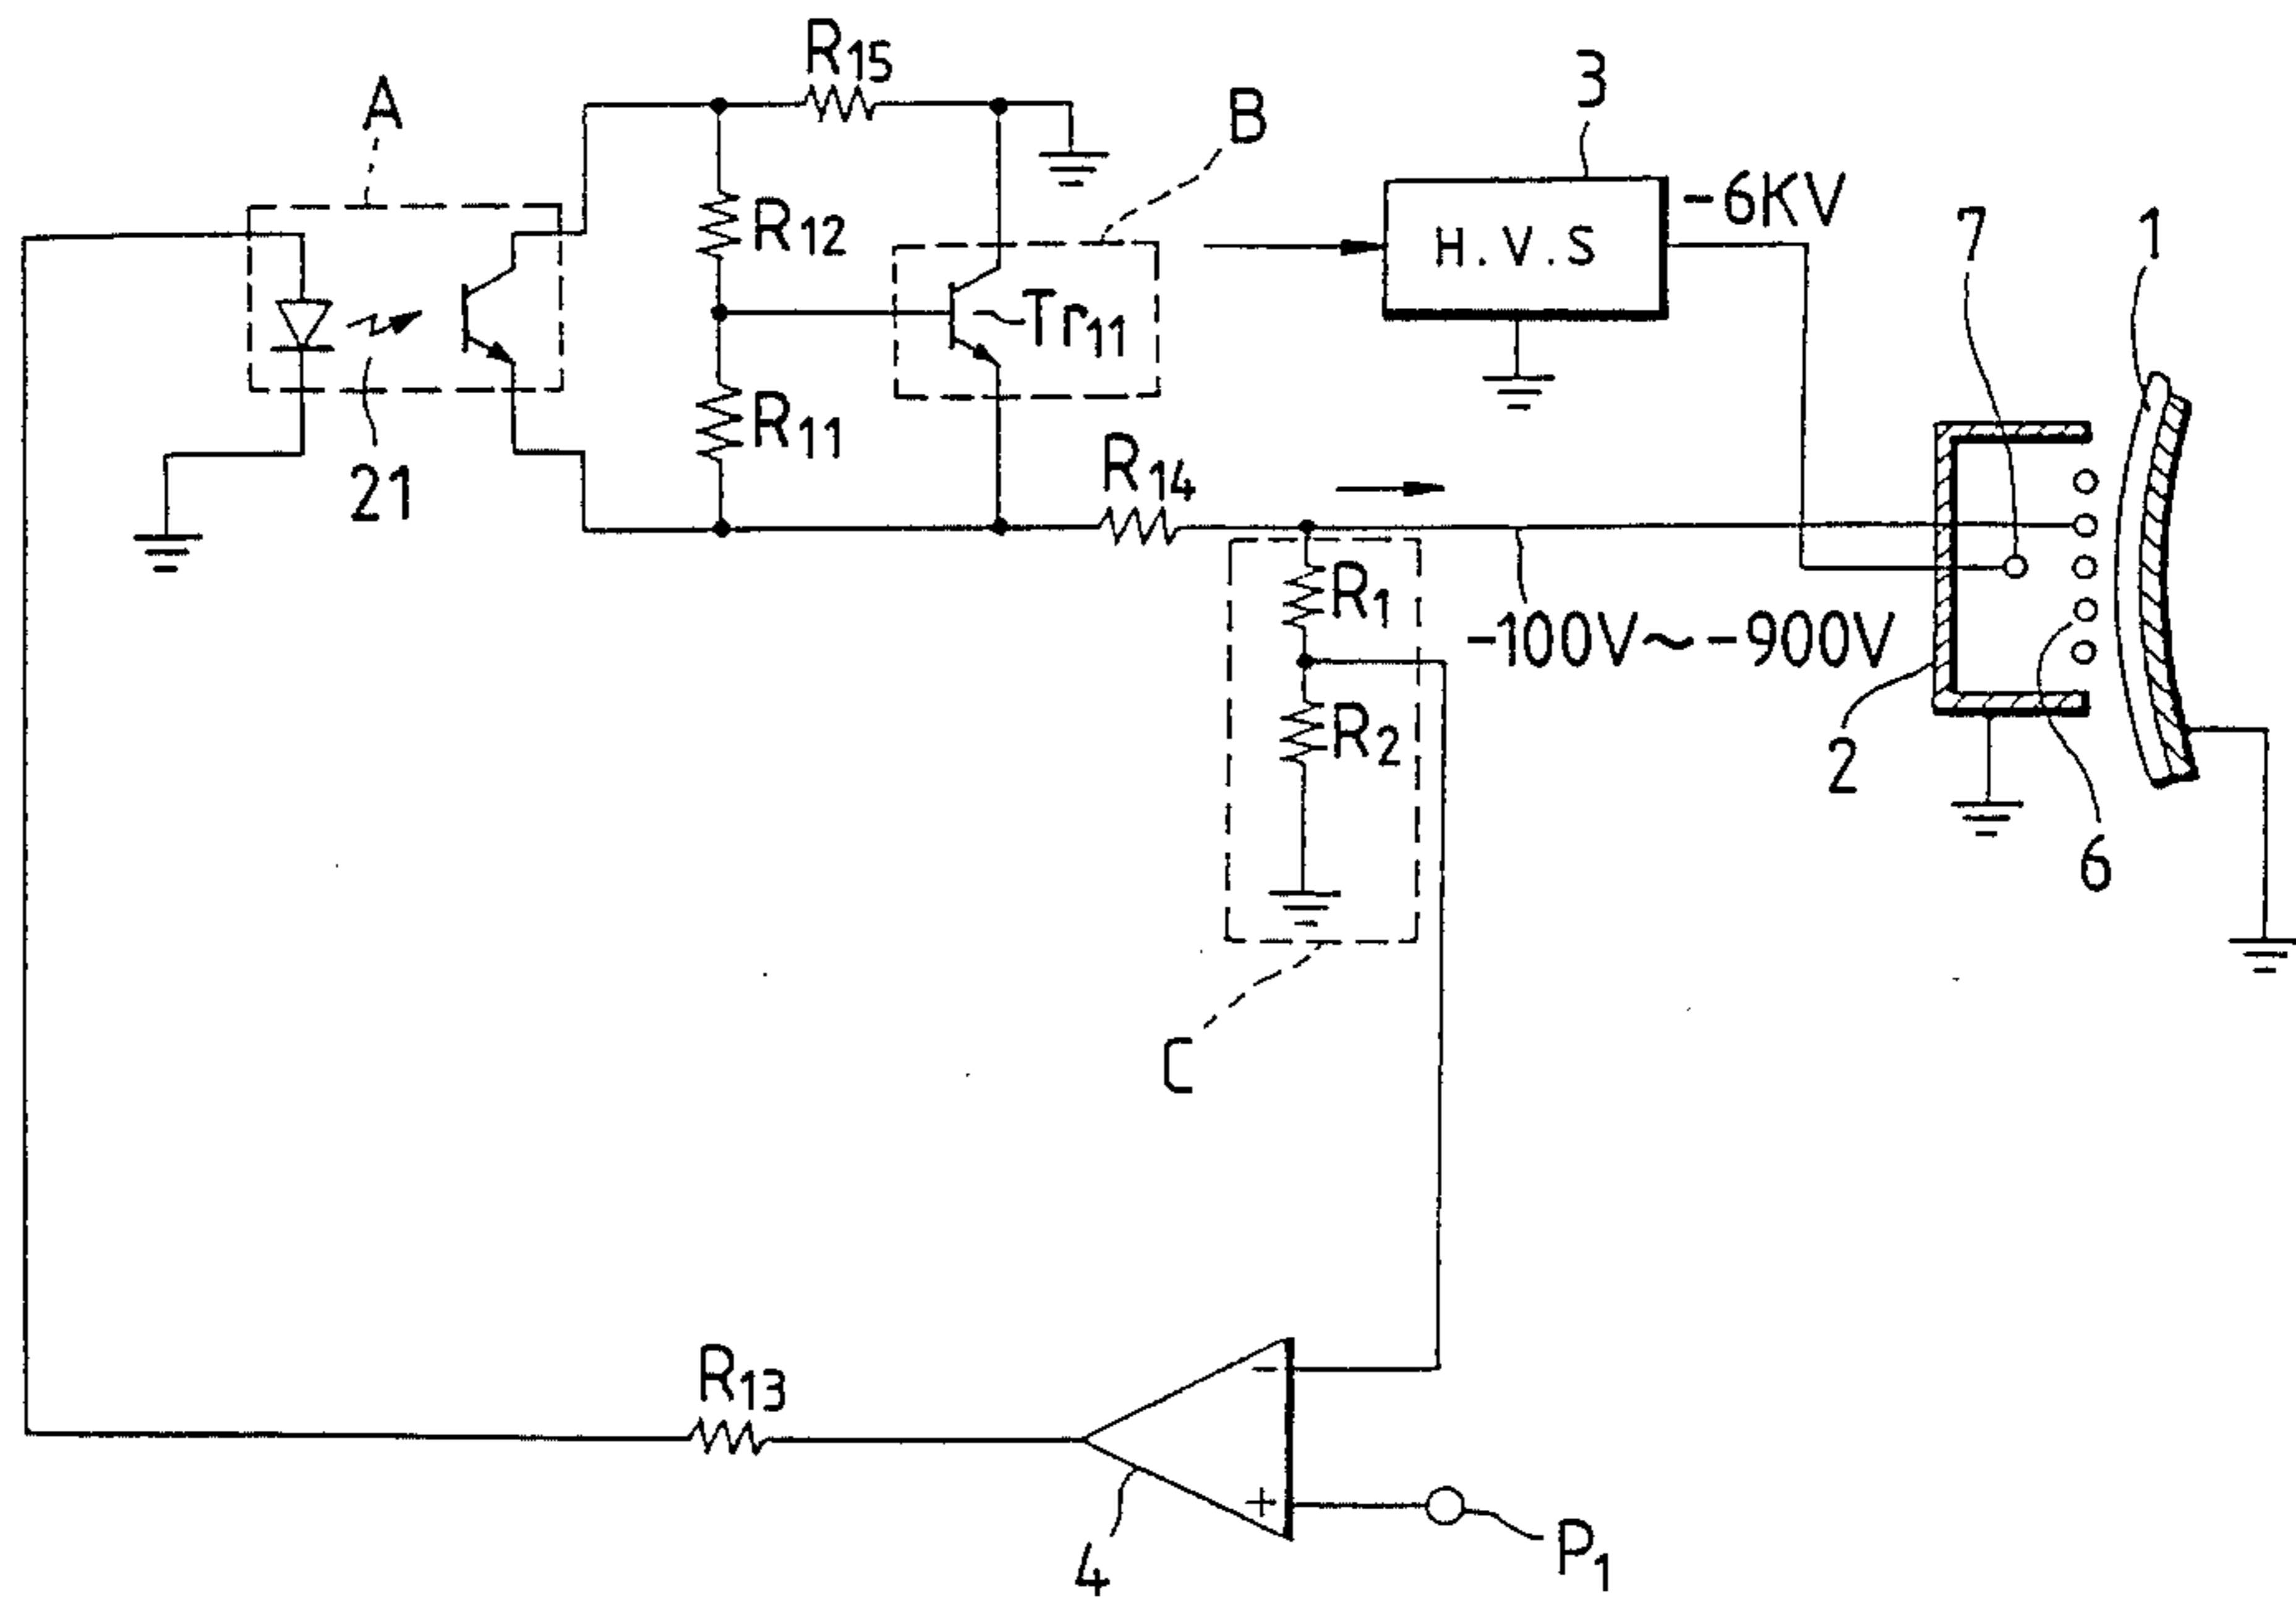 R15
3
A
B
-6KV
7
1
R12
H.V.S
Tr11
R11
R14
21
R1
-100V~-900V
R2
2
6
C
R13
-
+
4
P1